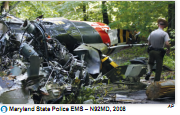 AP
Maryland State Police EMS – N92MD, 2008